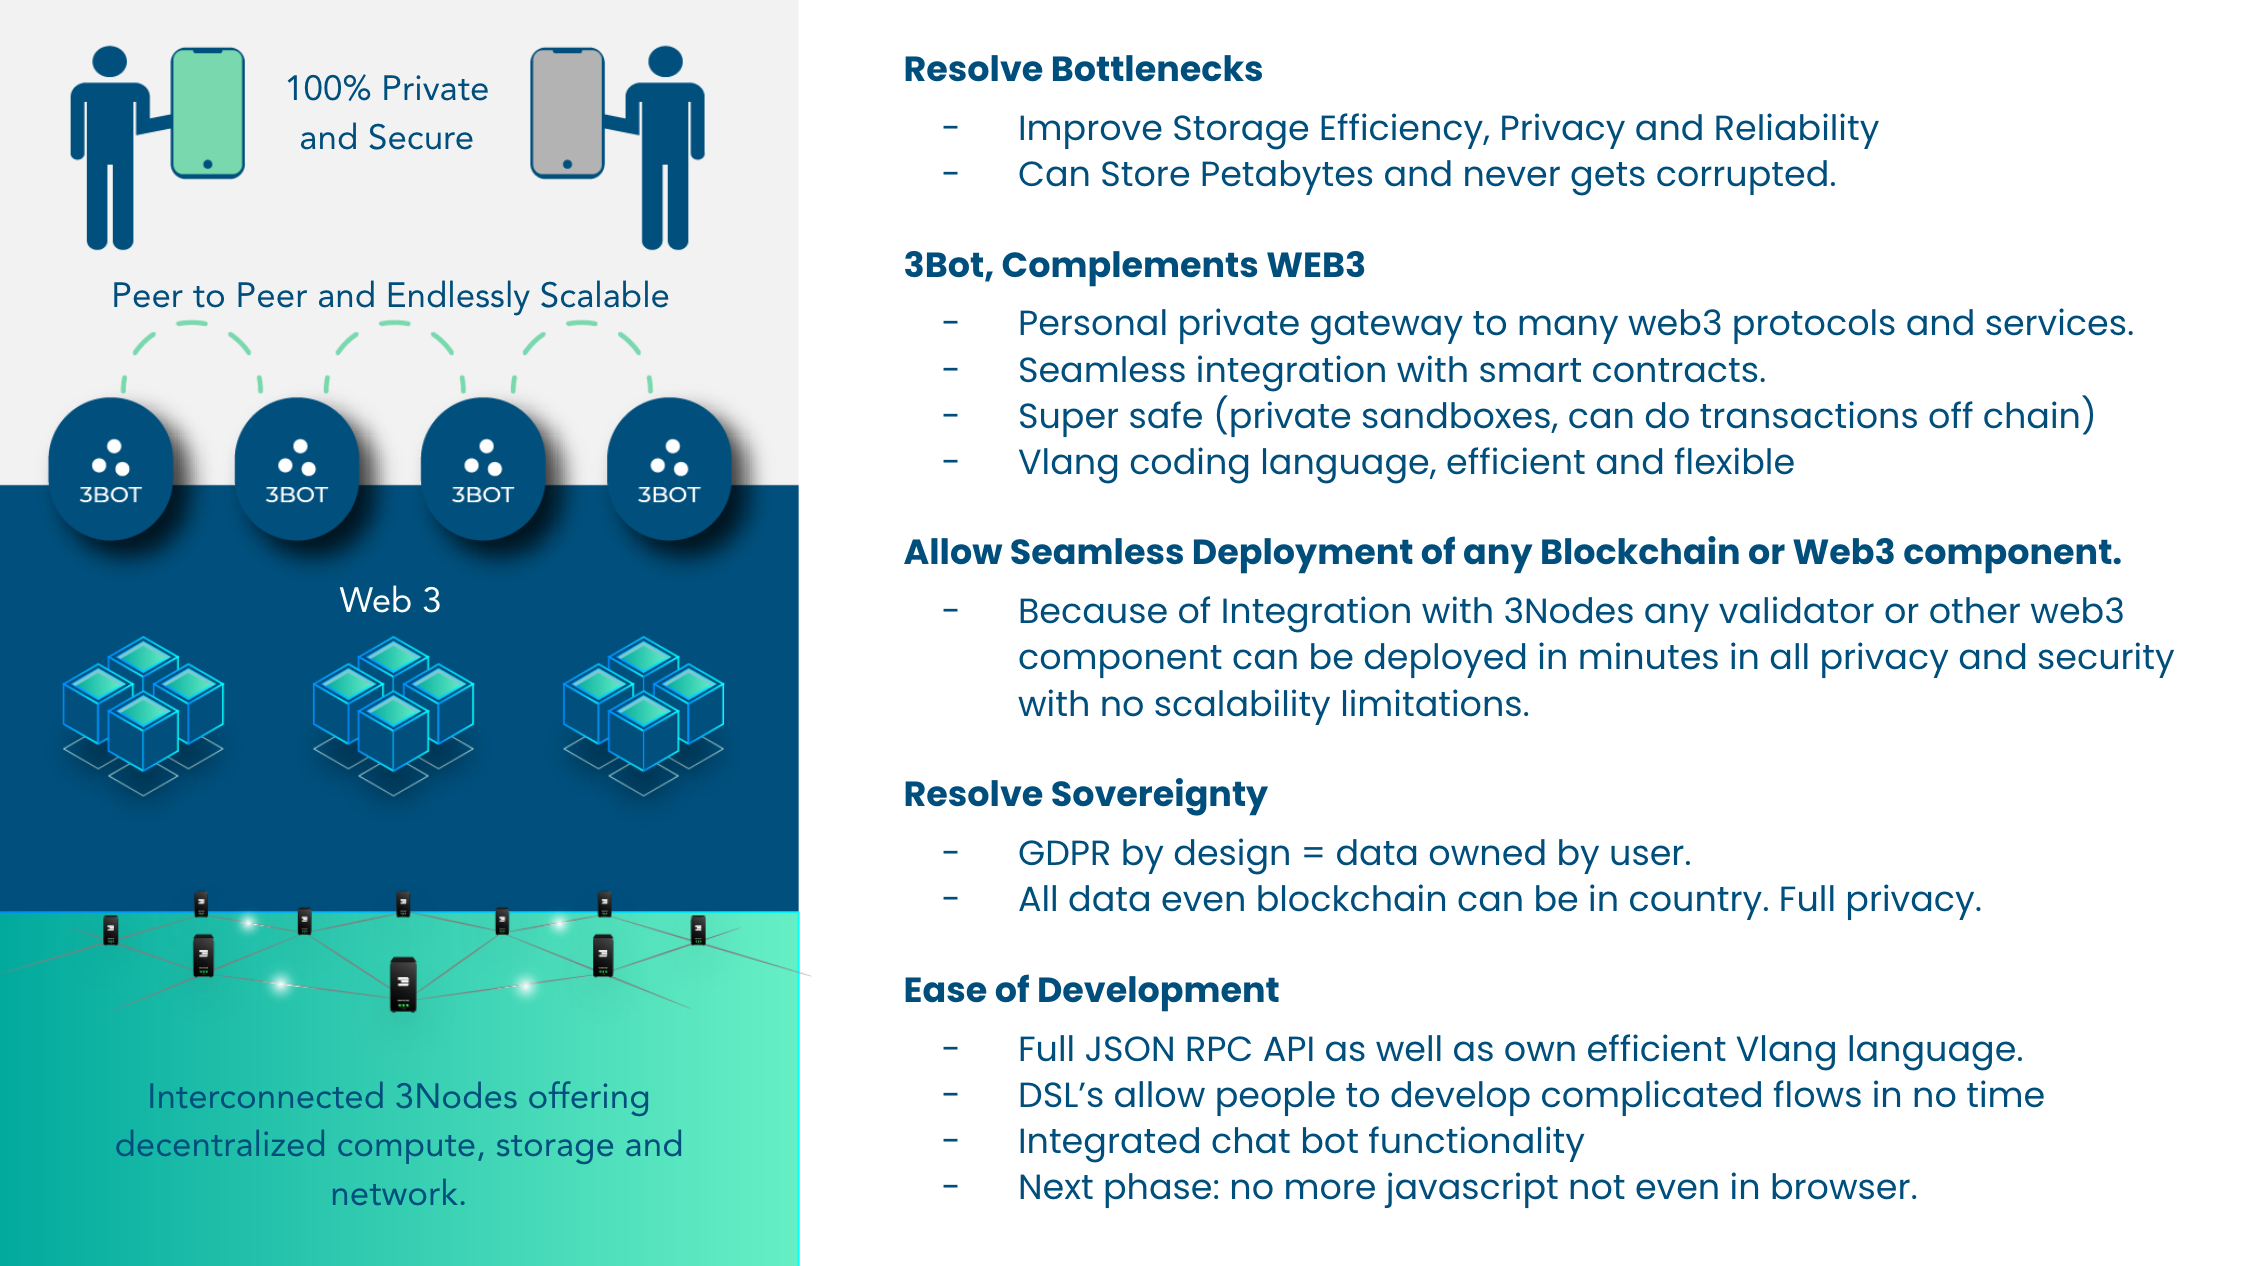 100% Private
and Secure
Peer to Peer and Endlessly Scalable
3BOT
3BOT
3BOT
3BOT
Web 3
Interconnected 3Nodes offering
decentralized compute, storage and
network.
Resolve Bottlenecks
- Improve Storage Efficiency, Privacy and Reliability
- Can Store Petabytes and never gets corrupted.
3Bot, Complements WEB3
- Personal private gateway to many web3 protocols and services.
- Seamless integration with smart contracts.
- Super safe (private sandboxes, can do transactions off chain)
- Vlang coding language, efficient and flexible
Allow Seamless Deployment of any Blockchain or Web3 component.
- Because of Integration with 3Nodes any validator or other web3
component can be deployed in minutes in all privacy and security
with no scalability limitations.
Resolve Sovereignty
- GDPR by design = data owned by user.
- All data even blockchain can be in country. Full privacy.
Ease of Development
- Full JSON RPC API as well as own efficient Vlang language.
- DSL’s allow people to develop complicated flows in no time
- Integrated chat bot functionality
- Next phase: no more javascript not even in browser.